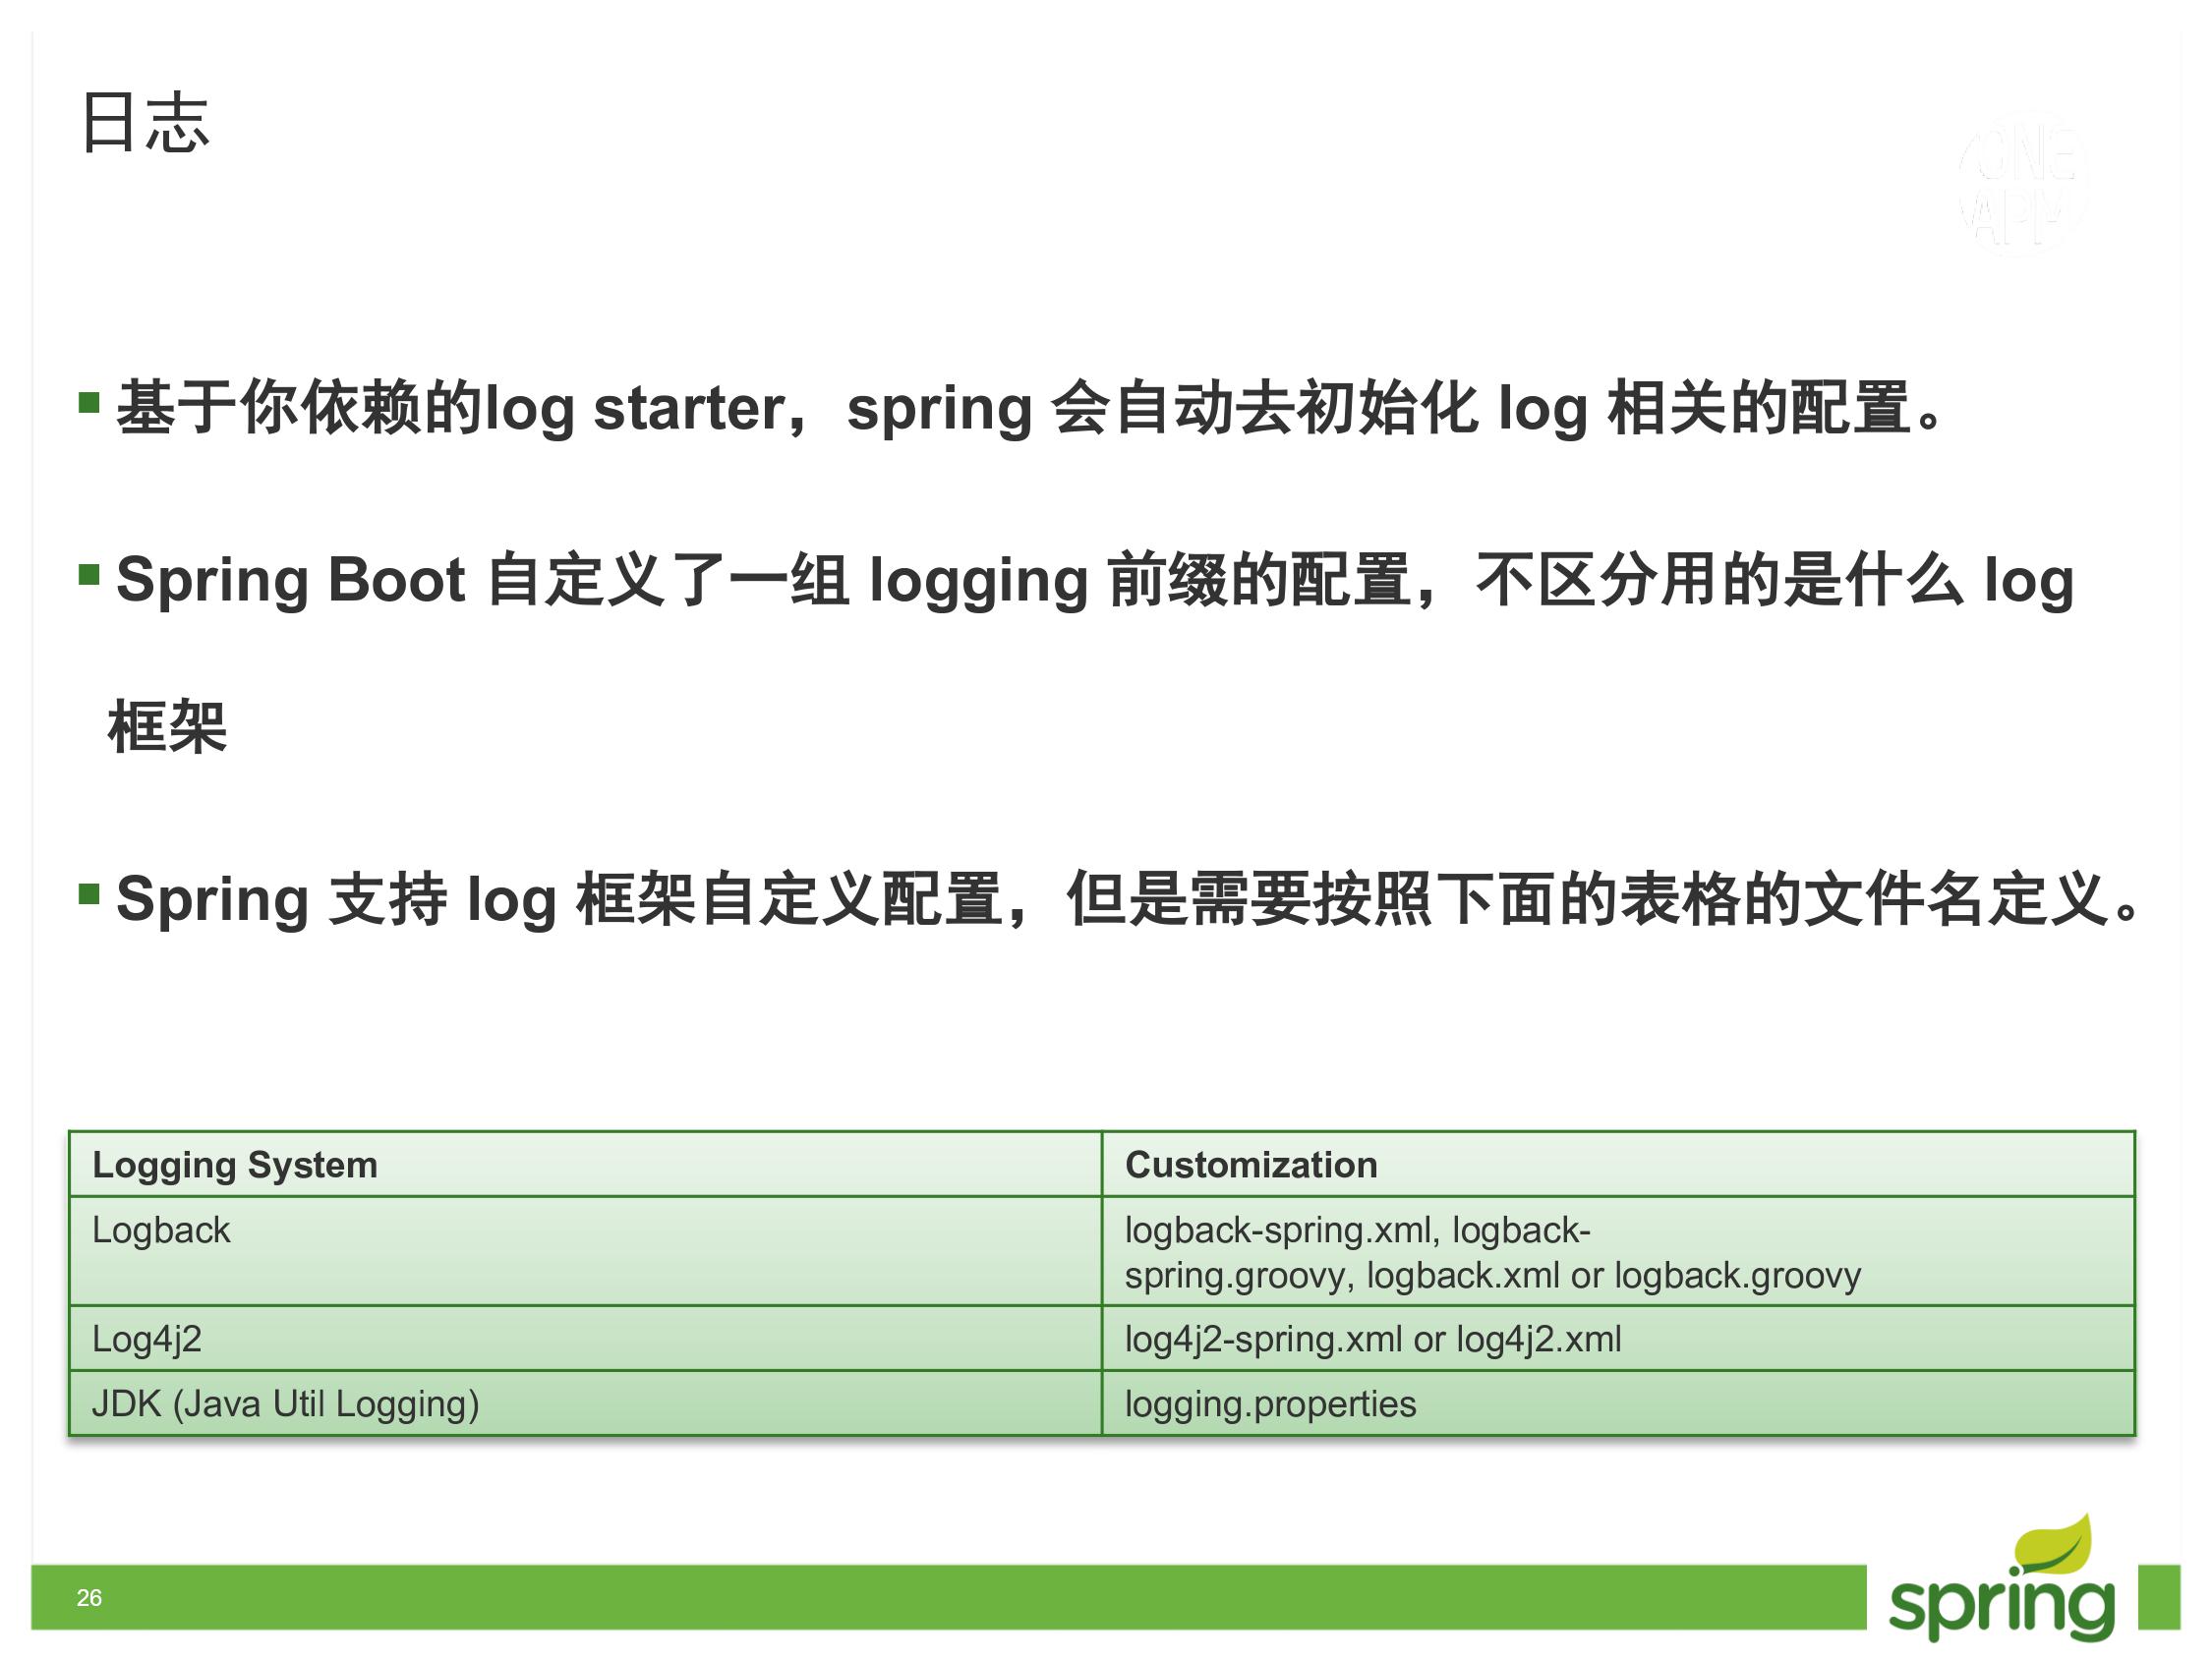 日志
ONE
APM
基于你依赖的log starter，spring 会自动去初始化 log 相关的配置。
Spring Boot 自定义了一组 logging 前缀的配置，不区分用的是什么 log
框架
Spring 支持 log 框架自定义配置，但是需要按照下面的表格的文件名定义。
Logging System
Customization
Logback
logback-spring.xml, logback-
spring.groovy, logback.xml or logback.groovy
Log4j2
log4j2-spring.xml or log4j2.xml
JDK (Java Util Logging)
logging.properties
26
spring